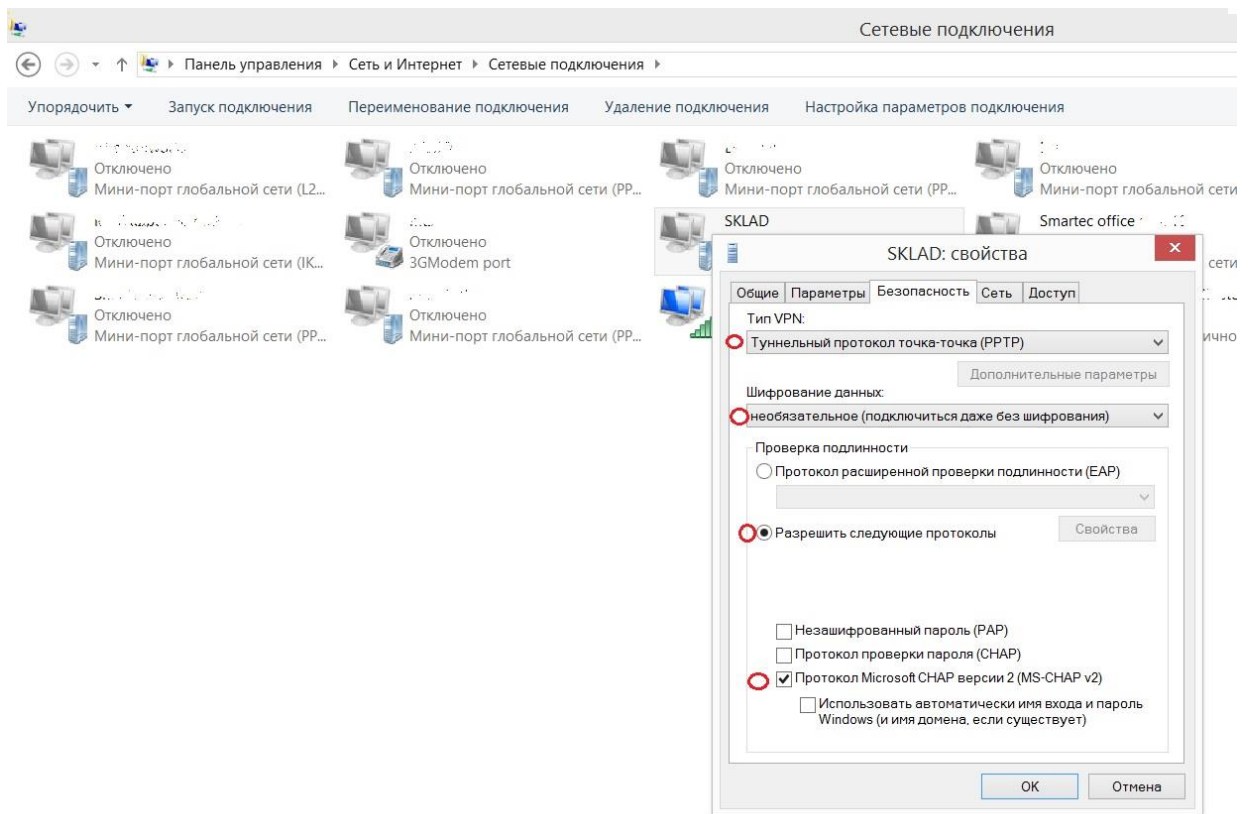 Сетевые подключения
Панель управления Сеть и Интернет Сетевые подключения
Упорядочить Запуск подключения Переименование подключения Удаление подключения Настройка параметров подключения
Отключено Отключено Отключено Отключено
Мини-порт глобальной сети (L2... Мини-порт глобальной сети (PP... Мини-порт глобальной сети (PP... Мини-порт глобальной сети
SKLAD Smartec office
Отключено Отключено
Мини-порт глобальной сети (IK... 3GModem port сети
Отключено Отключено
Мини-порт глобальной сети (PP... Мини-порт глобальной сети (PP... ично
SKLAD: свойства
Общие Параметры Безопасность Сеть Доступ
Тип VPN:
Туннельный протокол точка-точка (PPTP)
Дополнительные параметры
Шифрование данных:
необязательное (подключиться даже без шифрования)
Проверка подлинности
Протокол расширенной проверки подлинности (EAP)
Разрешить следующие протоколы
Свойства
Незашифрованный пароль (PAP)
Протокол проверки пароля (CHAP)
Протокол Microsoft CHAP версии 2 (MS-CHAP v2)
Использовать автоматически имя входа и пароль
Windows (и имя домена, если существует)
OK Отмена